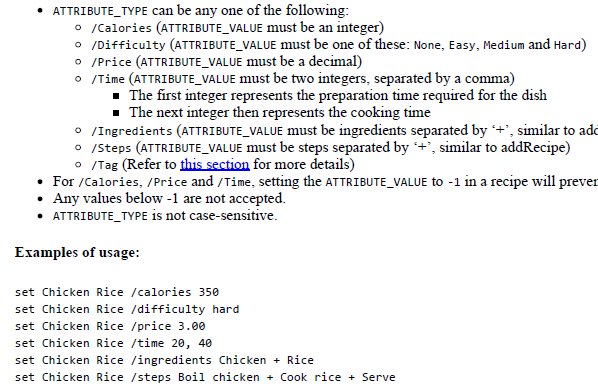 • ATTRIBUTE_TYPE can be any one of the following:
◦ /Calories (ATTRIBUTE_VALUE must be an integer)
◦ /Difficulty (ATTRIBUTE_VALUE must be one of these: None, Easy, Medium and Hard)
◦ /Price (ATTRIBUTE_VALUE must be a decimal)
◦ /Time (ATTRIBUTE_VALUE must be two integers, separated by a comma)
▪ The first integer represents the preparation time required for the dish
▪ The next integer then represents the cooking time
◦ /Ingredients (ATTRIBUTE_VALUE must be ingredients separated by ‘+’, similar to add
◦ /Steps (ATTRIBUTE_VALUE must be steps separated by ‘+’, similar to addRecipe)
◦ /Tag (Refer to this section for more details)
• For /Calories, /Price and /Time, setting the ATTRIBUTE_VALUE to -1 in a recipe will prever
• Any values below -1 are not accepted.
• ATTRIBUTE_TYPE is not case-sensitive.
Examples of usage:
set Chicken Rice /calories 350
set Chicken Rice /difficulty hard
set Chicken Rice /price 3.00
set Chicken Rice /time 20, 40
set Chicken Rice /ingredients Chicken + Rice
set Chicken Rice /steps Boil chicken + Cook rice + Serve